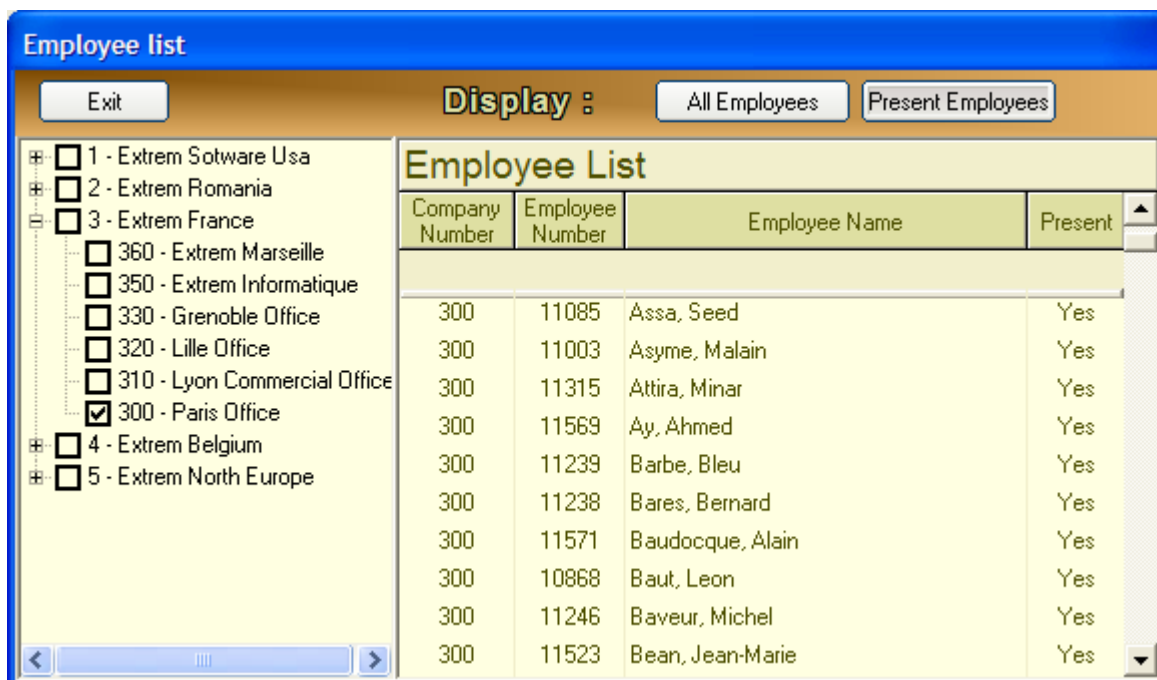 Employee list
Exit Display : All Employees Present Employees
1 - Extrem Sotware Usa
2 - Extrem Romania
3 - Extrem France
360 - Extrem Marseille
350 - Extrem Informatique
330 - Grenoble Office
320 - Lille Office
310 - Lyon Commercial Office
300 - Paris Office
4 - Extrem Belgium
5 - Extrem North Europe
Employee List
Company Number Employee Number Employee Name Present
300 11085 Assa, Seed Yes
300 11003 Asyme, Malain Yes
300 11315 Attira, Minar Yes
300 11569 Ay, Ahmed Yes
300 11239 Barbe, Bleu Yes
300 11238 Bares, Bernard Yes
300 11571 Baudocque, Alain Yes
300 10868 Baut, Leon Yes
300 11246 Baveur, Michel Yes
300 11523 Bean, Jean-Marie Yes